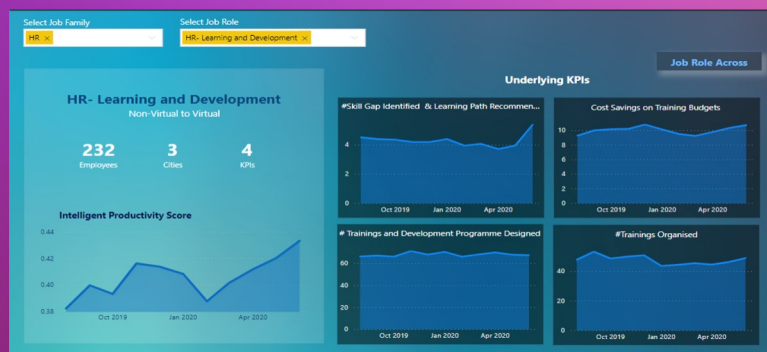 Select Job Family
HR ×
Select Job Role
HR- Learning and Development ×
Job Role Across
HR- Learning and Development
Non-Virtual to Virtual
232
Employees
3
Cities
4
KPIs
Intelligent Productivity Score
0.44
0.42
0.40
0.38
Oct 2019 Jan 2020 Apr 2020
Underlying KPIs
#Skill Gap Identified & Learning Path Recommen...
4
2
0
Oct 2019 Jan 2020 Apr 2020
Cost Savings on Training Budgets
10
8
6
4
2
0
Oct 2019 Jan 2020 Apr 2020
# Trainings and Development Programme Designed
60
40
20
0
Oct 2019 Jan 2020 Apr 2020
#Trainings Organised
40
20
0
Oct 2019 Jan 2020 Apr 2020